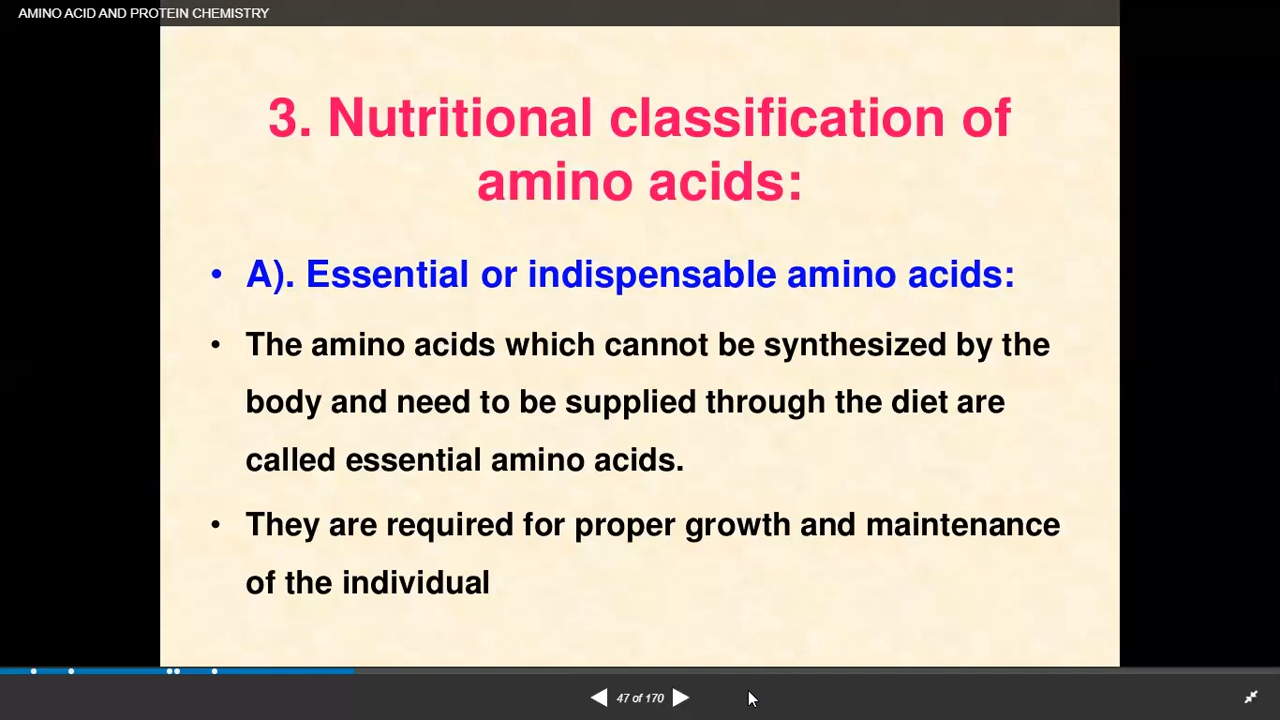 AMINO ACID AND PROTEIN CHEMISTRY
3. Nutritional classification of
amino acids:
• A). Essential or indispensable amino acids:
• The amino acids which cannot be synthesized by the
body and need to be supplied through the diet are
called essential amino acids.
• They are required for proper growth and maintenance
of the individual
47 of 170